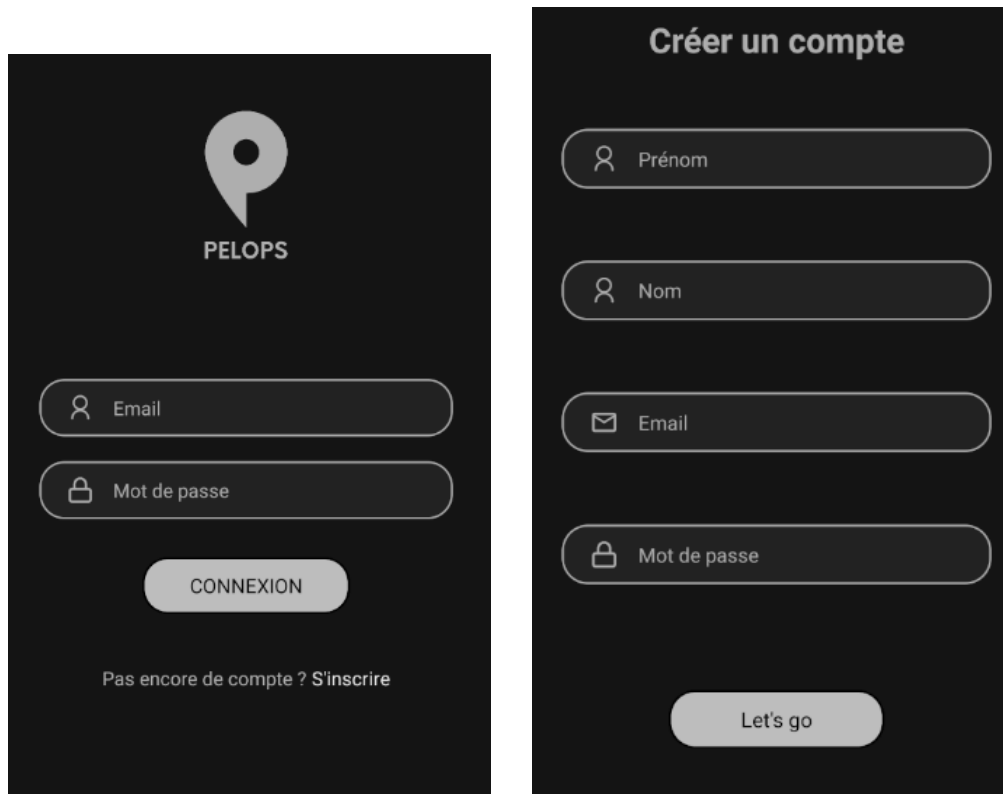 PELOPS
Email
Mot de passe
CONNEXION
Pas encore de compte ? S'inscrire
Créer un compte
Prénom
Nom
Email
Mot de passe
Let's go